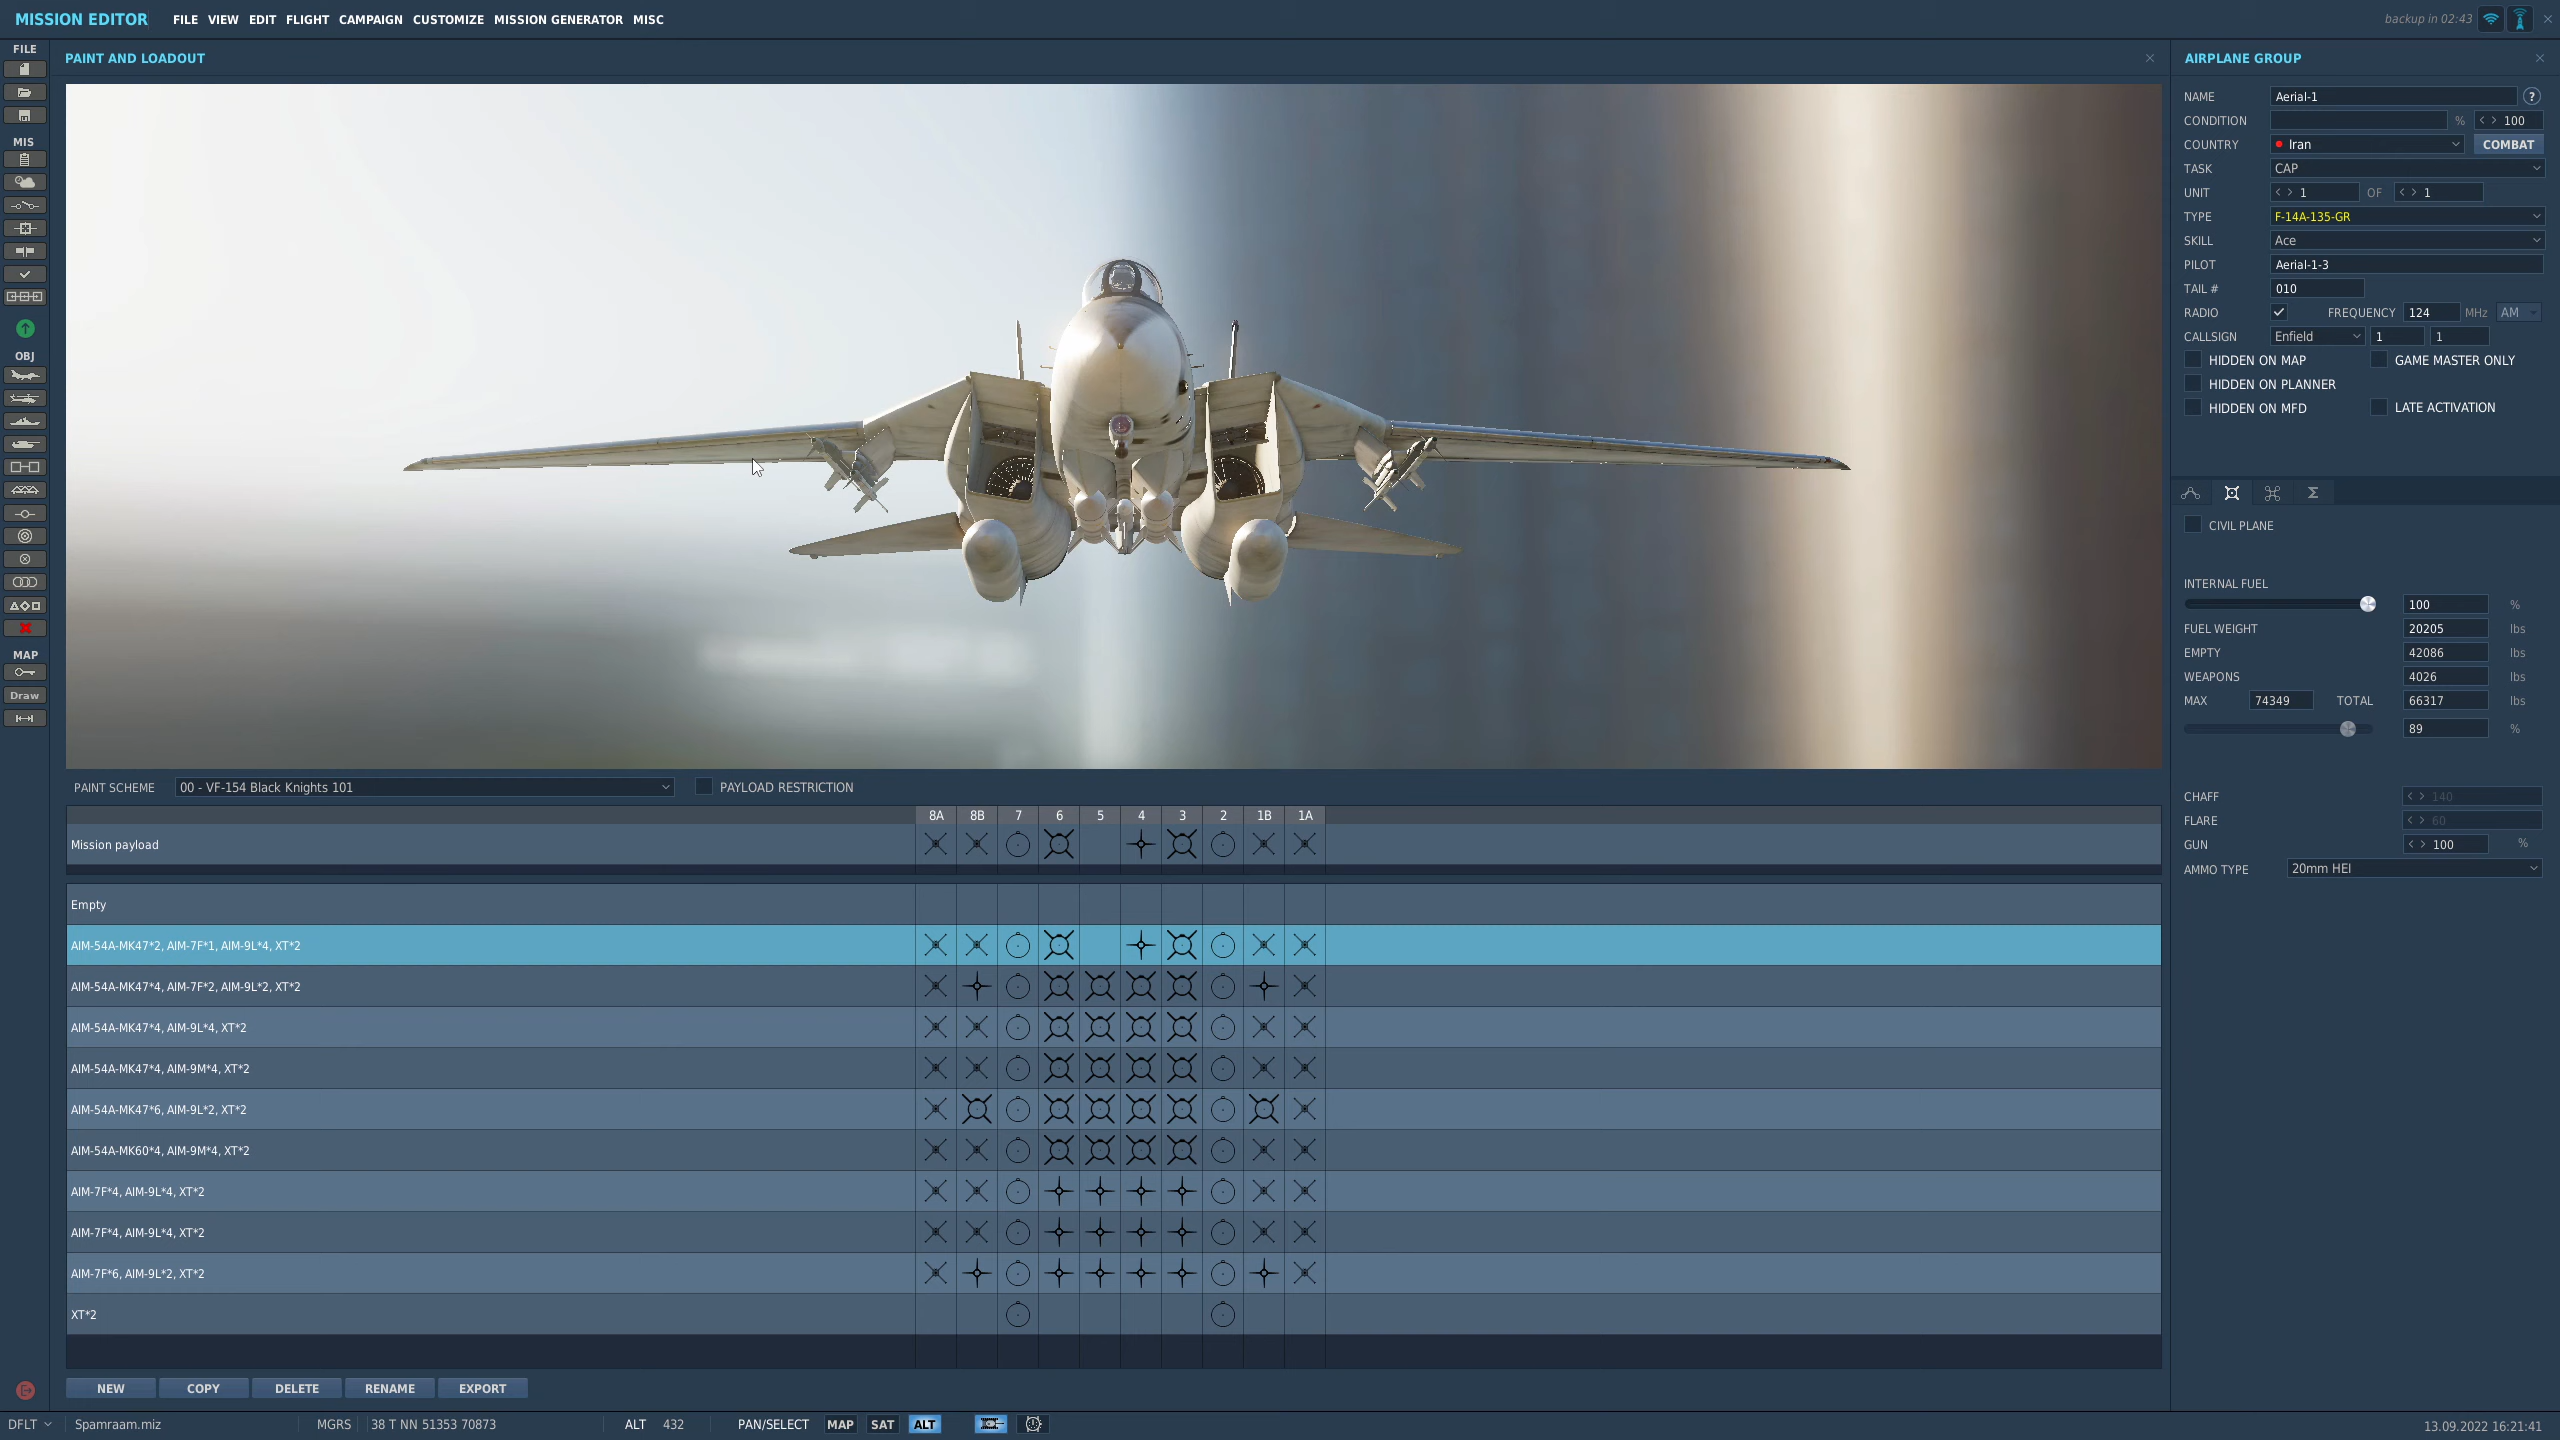 MISSION EDITOR FILE VIEW EDIT FLIGHT CAMPAIGN CUSTOMIZE MISSION GENERATOR MISC backup in 02:43
FILE
MIS
OBJ
MAP
Draw
PAINT AND LOADOUT
PAINT SCHEME 00 - VF-154 Black Knights 101 PAYLOAD RESTRICTION
8A 8B 7 6 5 4 3 2 1B 1A
Mission payload
Empty
AIM-54A-MK47*2, AIM-7F*1, AIM-9L*4, XT*2
AIM-54A-MK47*4, AIM-7F*2, AIM-9L*2, XT*2
AIM-54A-MK47*4, AIM-9L*4, XT*2
AIM-54A-MK47*4, AIM-9M*4, XT*2
AIM-54A-MK47*6, AIM-9L*2, XT*2
AIM-54A-MK60*4, AIM-9M*4, XT*2
AIM-7F*4, AIM-9L*4, XT*2
AIM-7F*4, AIM-9L*4, XT*2
AIM-7F*6, AIM-9L*2, XT*2
XT*2
NEW COPY DELETE RENAME EXPORT
AIRPLANE GROUP
NAME Aerial-1 ?
CONDITION % < > 100
COUNTRY Iran COMBAT
TASK CAP
UNIT < > 1 OF < > 1
TYPE F-14A-135-GR
SKILL Ace
PILOT Aerial-1-3
TAIL # 010
RADIO FREQUENCY 124 MHz AM
CALLSIGN Enfield 1 1
HIDDEN ON MAP GAME MASTER ONLY
HIDDEN ON PLANNER
HIDDEN ON MFD LATE ACTIVATION
Σ
CIVIL PLANE
INTERNAL FUEL
100 %
FUEL WEIGHT 20205 lbs
EMPTY 42086 lbs
WEAPONS 4026 lbs
MAX 74349 TOTAL 66317 lbs
89 %
CHAFF < > 140
FLARE < > 60
GUN < > 100 %
AMMO TYPE 20mm HEI
DFLT Spamraam.miz MGRS 38 T NN 51353 70873 ALT 432 PAN/SELECT MAP SAT ALT 13.09.2022 16:21:41